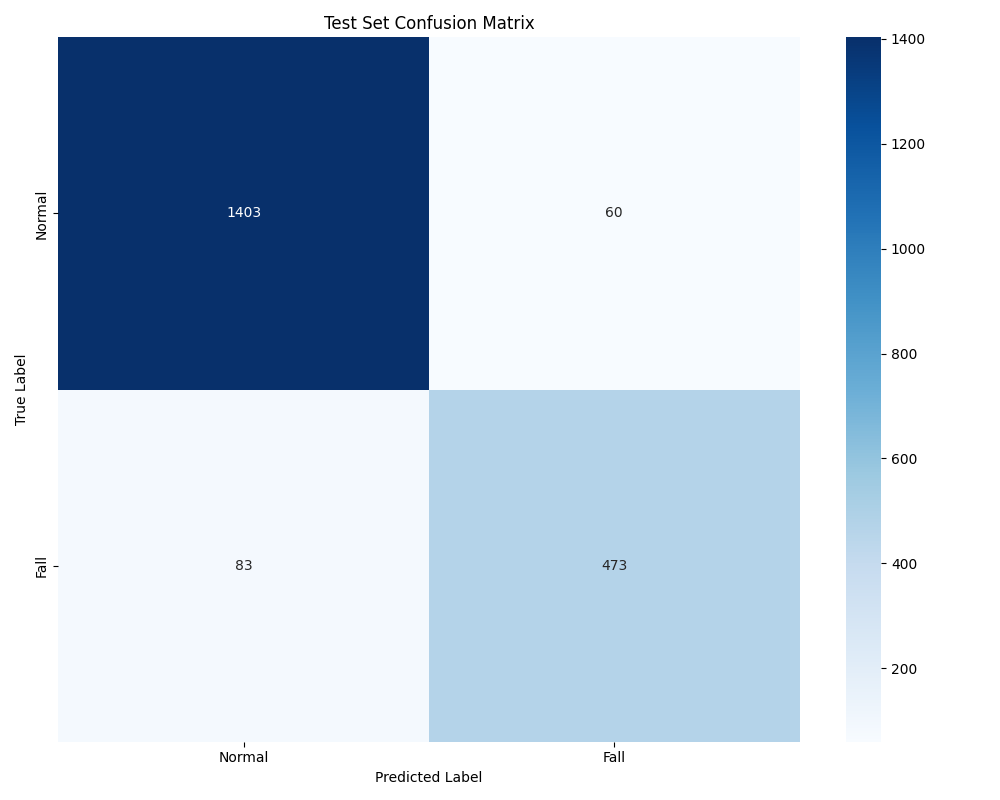 Test Set Confusion Matrix
True Label
Normal
Fall
1403
60
83
473
Normal
Fall
Predicted Label
1400
1200
1000
800
600
400
200